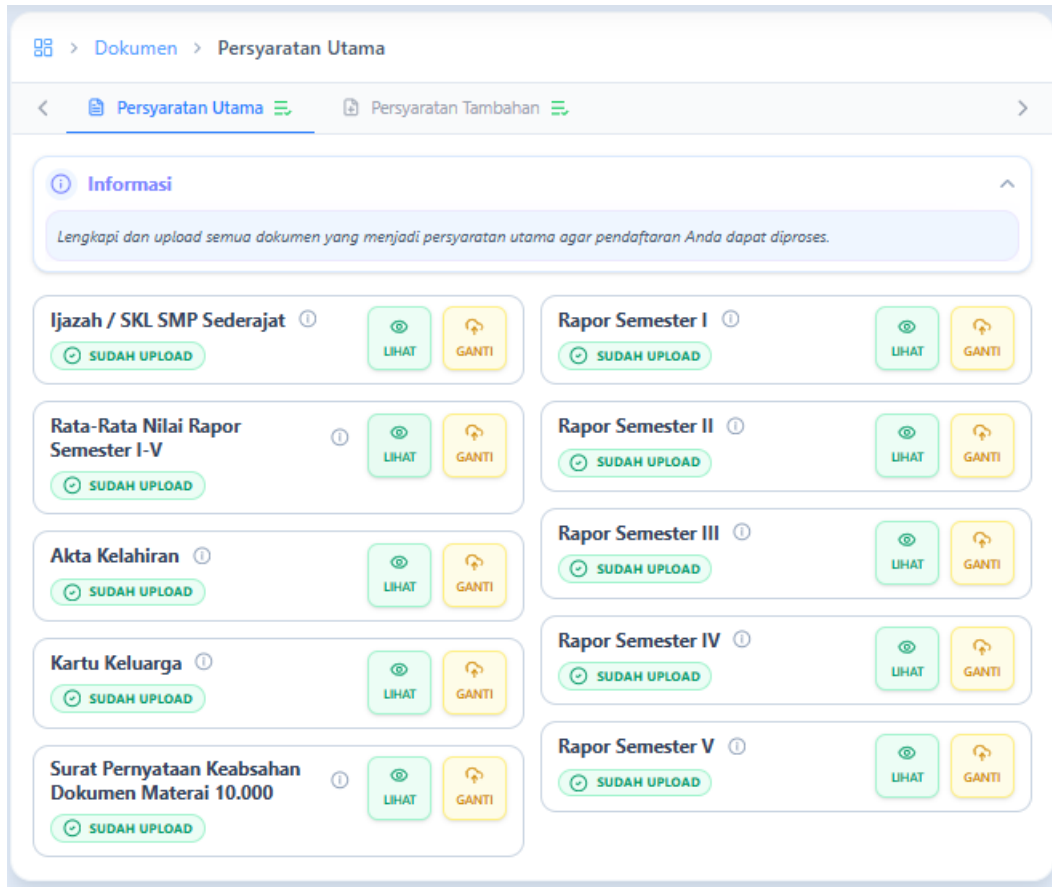 > Dokumen > Persyaratan Utama
Persyaratan Utama
Persyaratan Tambahan
Informasi
Lengkapi dan upload semua dokumen yang menjadi persyaratan utama agar pendaftaran Anda dapat diproses.
Ijazah / SKL SMP Sederajat
SUDAH UPLOAD
LIHAT
GANTI
Rata-Rata Nilai Rapor
Semester I-V
SUDAH UPLOAD
LIHAT
GANTI
Akta Kelahiran
SUDAH UPLOAD
LIHAT
GANTI
Kartu Keluarga
SUDAH UPLOAD
LIHAT
GANTI
Surat Pernyataan Keabsahan
Dokumen Materai 10.000
SUDAH UPLOAD
LIHAT
GANTI
Rapor Semester I
SUDAH UPLOAD
LIHAT
GANTI
Rapor Semester II
SUDAH UPLOAD
LIHAT
GANTI
Rapor Semester III
SUDAH UPLOAD
LIHAT
GANTI
Rapor Semester IV
SUDAH UPLOAD
LIHAT
GANTI
Rapor Semester V
SUDAH UPLOAD
LIHAT
GANTI